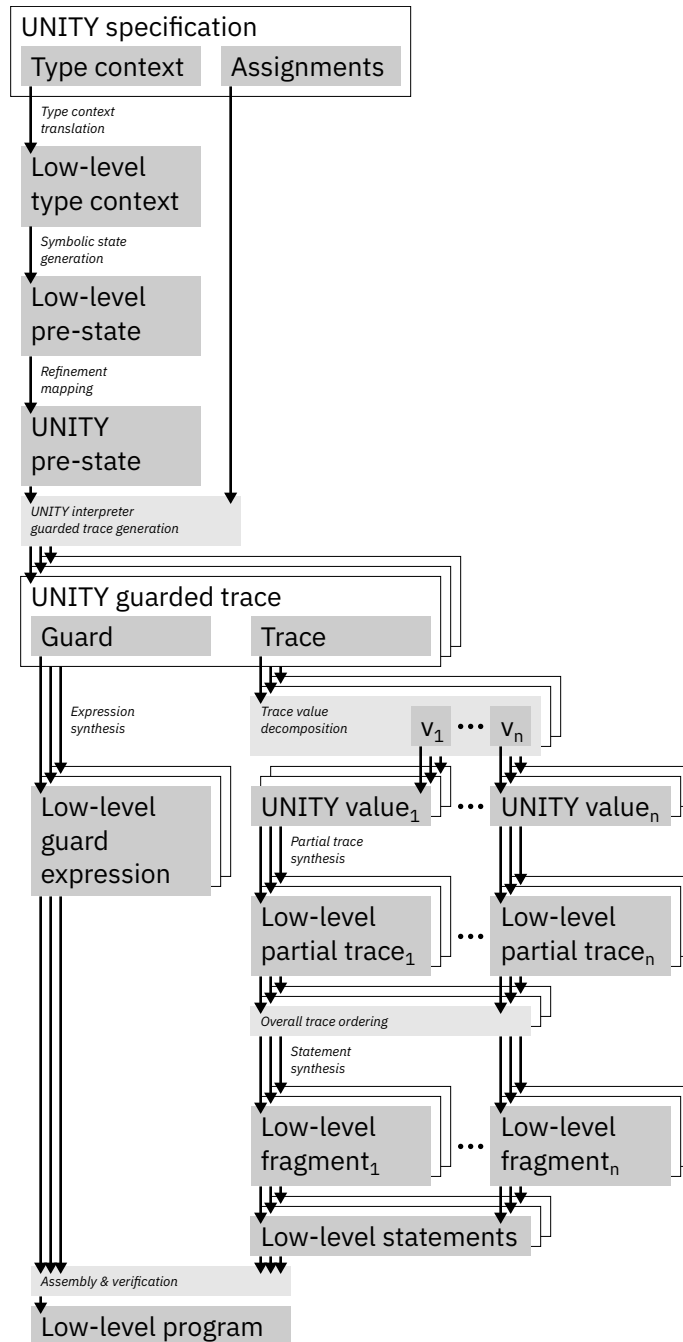 UNITY specification
Type context Assignments
Type context
translation
Low-level
type context
Symbolic state
generation
Low-level
pre-state
Refinement
mapping
UNITY
pre-state
UNITY interpreter
guarded trace generation
UNITY guarded trace
Guard Trace
Expression
synthesis
Trace value
decomposition
v₁ ••• vₙ
Low-level
guard
expression
UNITY value₁ ••• UNITY valueₙ
Partial trace
synthesis
Low-level
partial trace₁
•••
Low-level
partial traceₙ
Overall trace ordering
Statement
synthesis
Low-level
fragment₁
•••
Low-level
fragmentₙ
Low-level statements
Assembly & verification
Low-level program